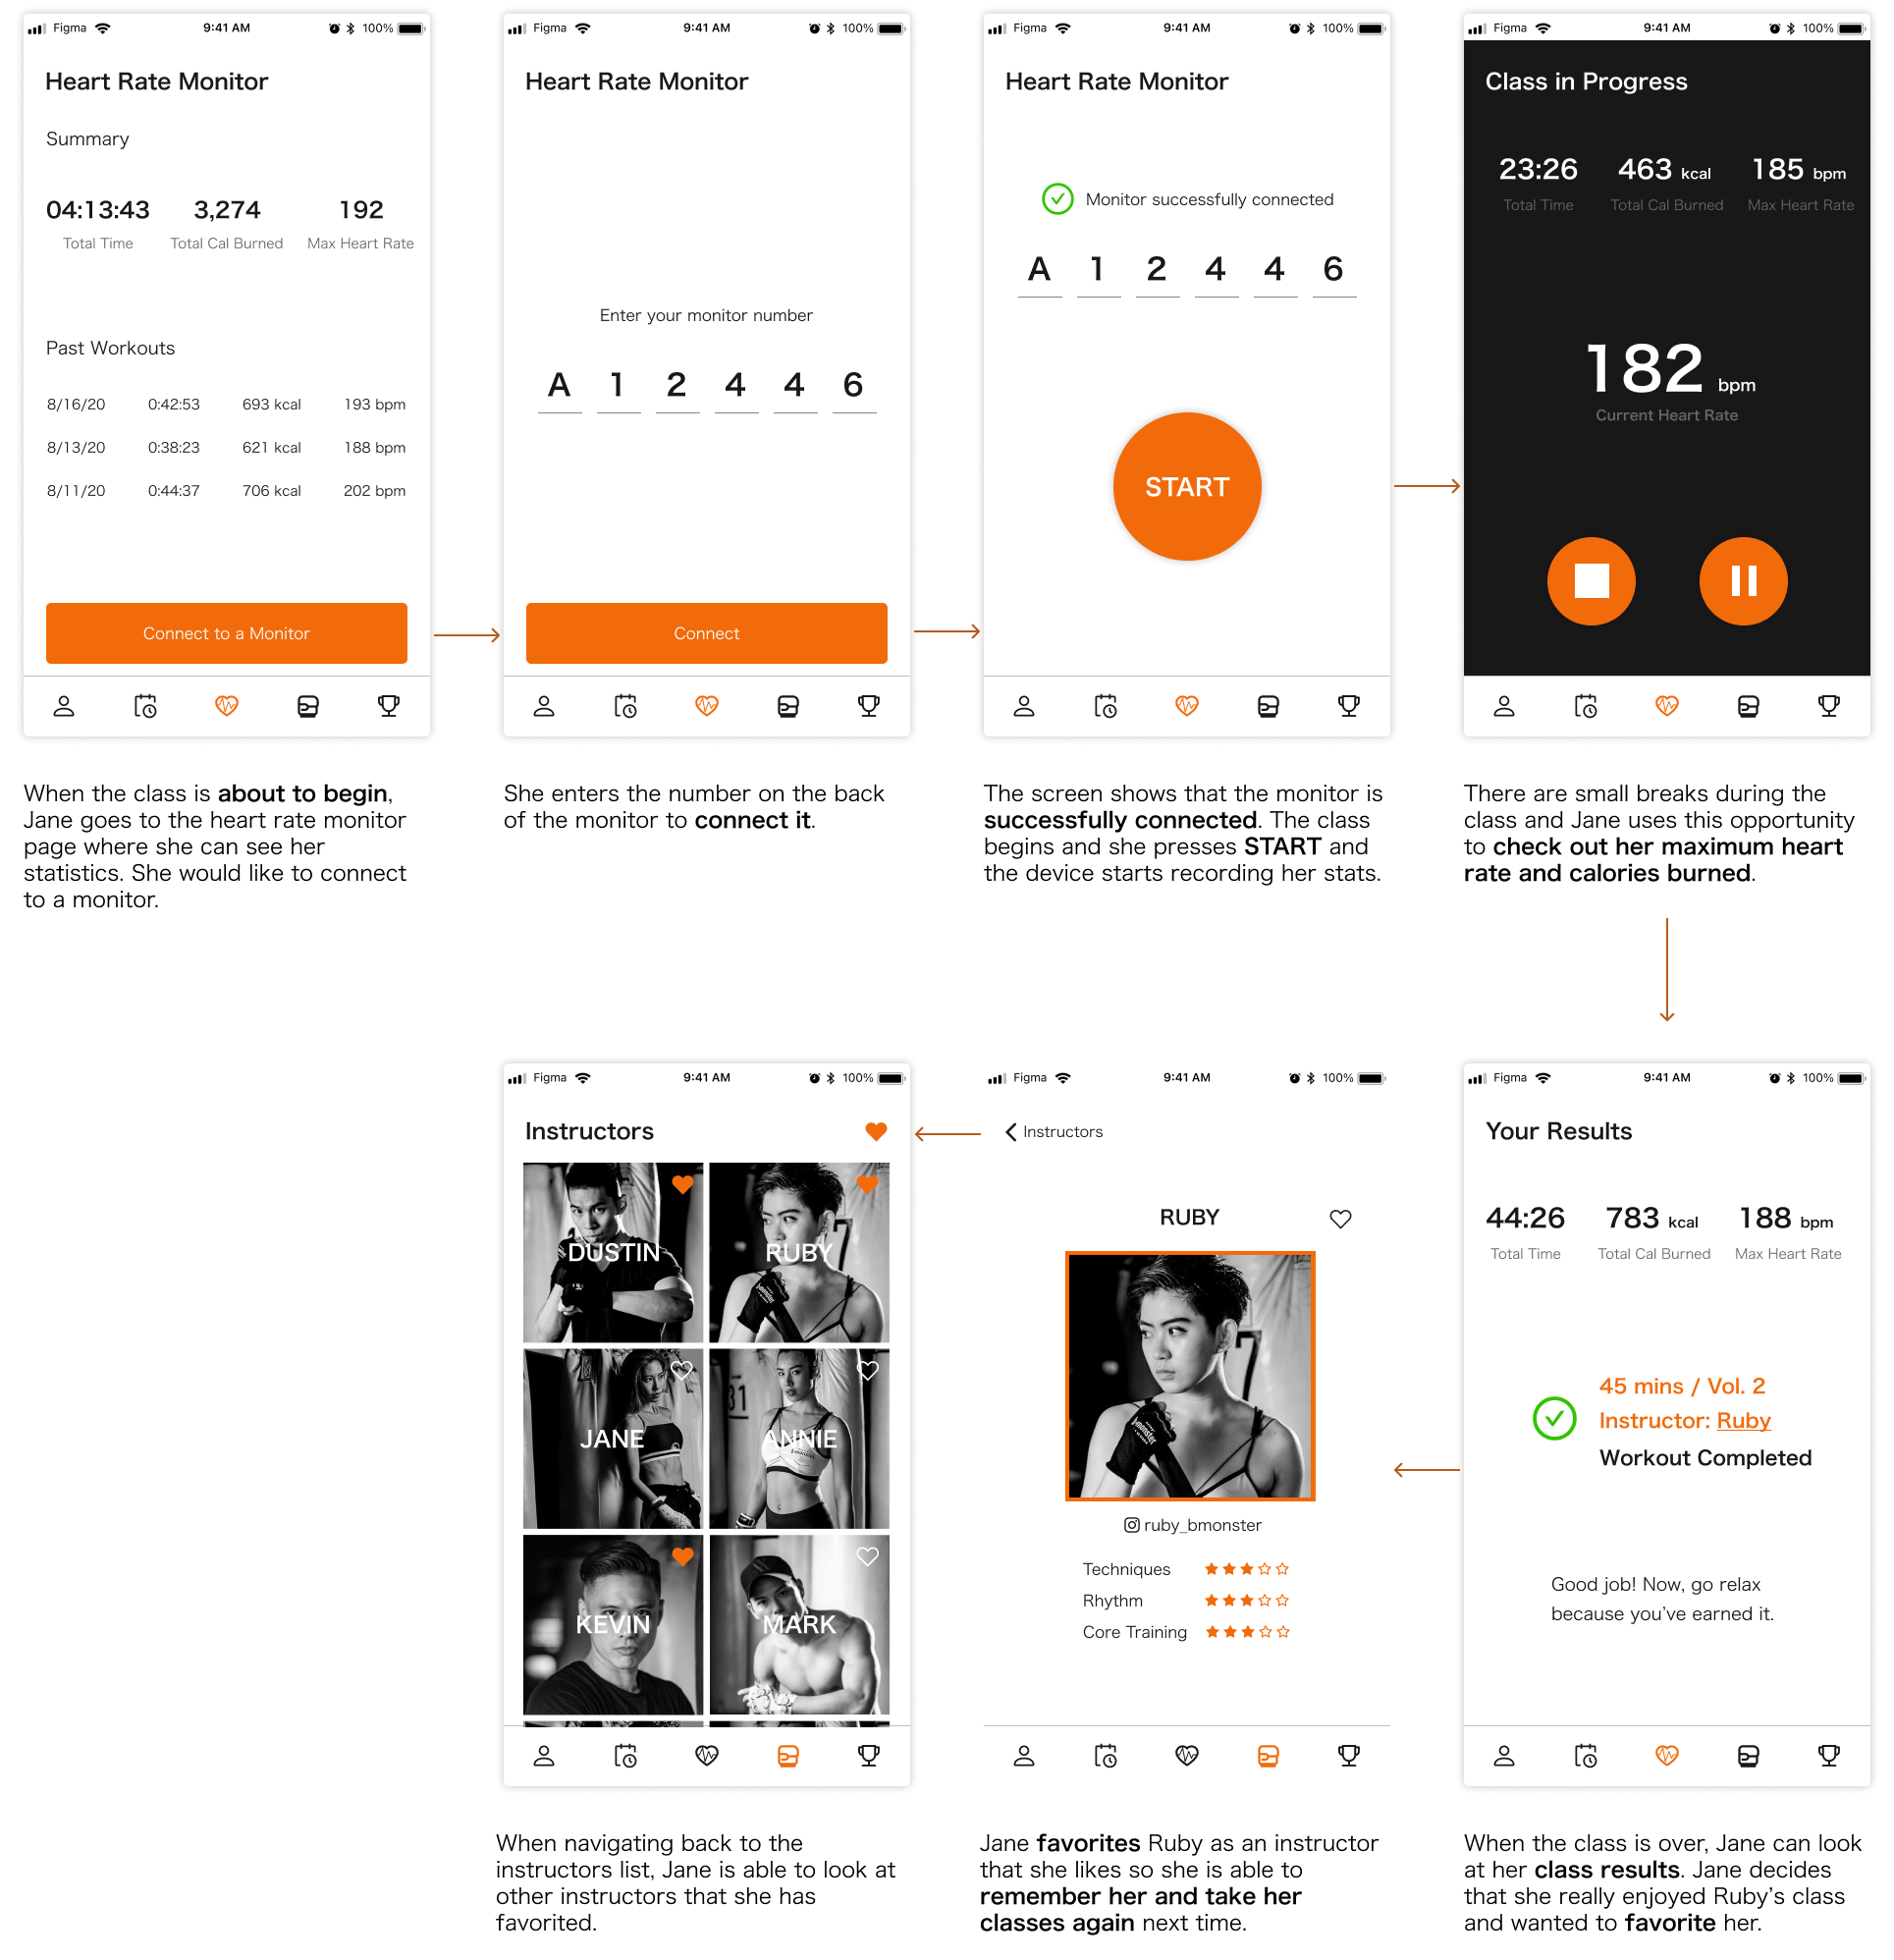 Figma 9:41 AM 100%
Heart Rate Monitor
Summary
04:13:43 3,274 192
Total Time Total Cal Burned Max Heart Rate
Past Workouts
8/16/20 0:42:53 693 kcal 193 bpm
8/13/20 0:38:23 621 kcal 188 bpm
8/11/20 0:44:37 706 kcal 202 bpm
Connect to a Monitor
When the class is about to begin,
Jane goes to the heart rate monitor
page where she can see her
statistics. She would like to connect
to a monitor.
Figma 9:41 AM 100%
Heart Rate Monitor
Enter your monitor number
A 1 2 4 4 6
Connect
She enters the number on the back
of the monitor to connect it.
Figma 9:41 AM 100%
Heart Rate Monitor
Monitor successfully connected
A 1 2 4 4 6
START
The screen shows that the monitor is
successfully connected. The class
begins and she presses START and
the device starts recording her stats.
Figma 9:41 AM 100%
Class in Progress
23:26 463 kcal 185 bpm
Total Time Total Cal Burned Max Heart Rate
182 bpm
Current Heart Rate
There are small breaks during the
class and Jane uses this opportunity
to check out her maximum heart
rate and calories burned.
Figma 9:41 AM 100%
Your Results
44:26 783 kcal 188 bpm
Total Time Total Cal Burned Max Heart Rate
45 mins / Vol. 2
Instructor: Ruby
Workout Completed
Good job! Now, go relax
because you've earned it.
When the class is over, Jane can look
at her class results. Jane decides
that she really enjoyed Ruby's class
and wanted to favorite her.
Figma 9:41 AM 100%
Instructors
RUBY
b-monster
ruby_bmonster
Techniques
Rhythm
Core Training
Jane favorites Ruby as an instructor
that she likes so she is able to
remember her and take her
classes again next time.
Figma 9:41 AM 100%
Instructors
DUSTIN RUBY
JANE ANNIE
KEVIN MARK
When navigating back to the
instructors list, Jane is able to look at
other instructors that she has
favorited.